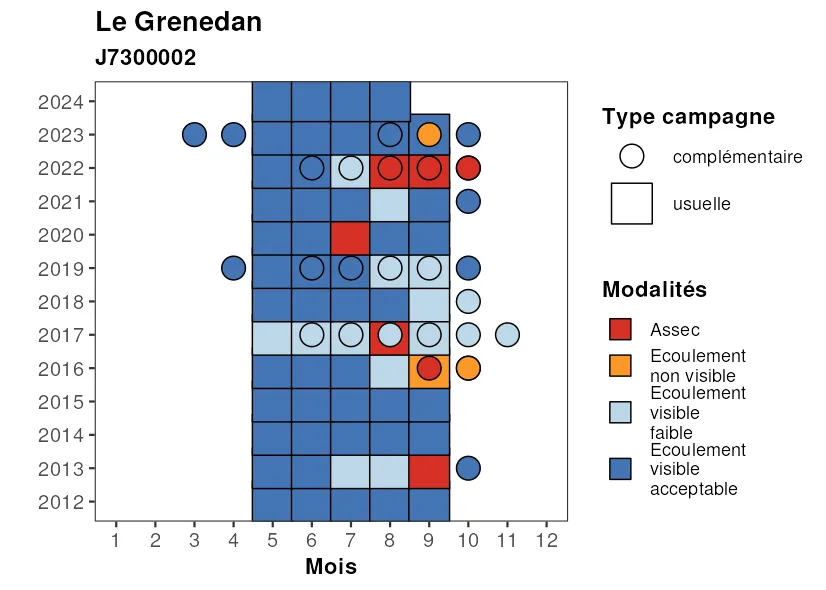 Le Grenedan
J7300002
2024
2023
2022
2021
2020
2019
2018
2017
2016
2015
2014
2013
2012
1 2 3 4 5 6 7 8 9 10 11 12
Mois
Type campagne
complémentaire
usuelle
Modalités
Assec
Ecoulement
non visible
Ecoulement
visible
faible
Ecoulement
visible
acceptable